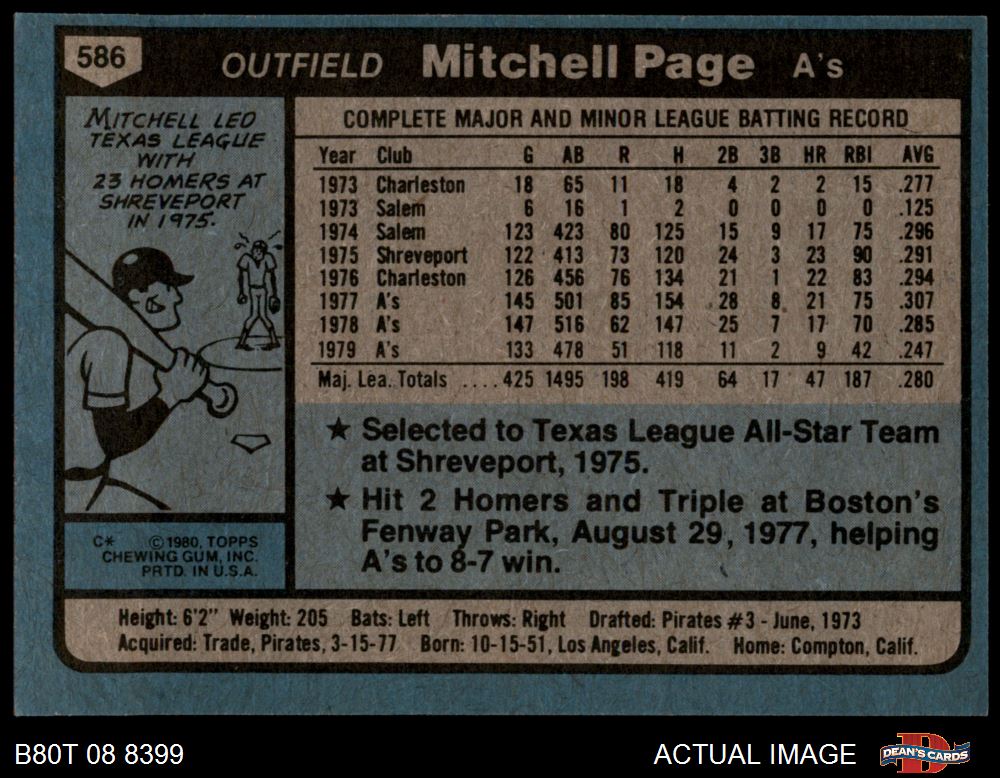 586 OUTFIELD Mitchell Page A's
MITCHELL LED
TEXAS LEAGUE
WITH
23 HOMERS AT
SHREVEPORT
IN 1975.
COMPLETE MAJOR AND MINOR LEAGUE BATTING RECORD
Year Club G AB R H 2B 3B HR RBI AVG
1973 Charleston 18 65 11 18 4 2 2 15 .277
1973 Salem 6 16 1 2 0 0 0 0 .125
1974 Salem 123 423 80 125 15 9 17 75 .296
1975 Shreveport 122 413 73 120 24 3 23 90 .291
1976 Charleston 126 456 76 134 21 1 22 83 .294
1977 A's 145 501 85 154 28 8 21 75 .307
1978 A's 147 516 62 147 25 7 17 70 .285
1979 A's 133 478 51 118 11 2 9 42 .247
Maj. Lea. Totals ....425 1495 198 419 64 17 47 187 .280
★ Selected to Texas League All-Star Team
at Shreveport, 1975.
★ Hit 2 Homers and Triple at Boston's
Fenway Park, August 29, 1977, helping
A's to 8-7 win.
C* ©1980, TOPPS
CHEWING GUM, INC.
PRTD. IN U.S.A.
Height: 6'2" Weight: 205 Bats: Left Throws: Right Drafted: Pirates #3 - June, 1973
Acquired: Trade, Pirates, 3-15-77 Born: 10-15-51, Los Angeles, Calif. Home: Compton, Calif.
B80T 08 8399 ACTUAL IMAGE DEAN'S CARDS